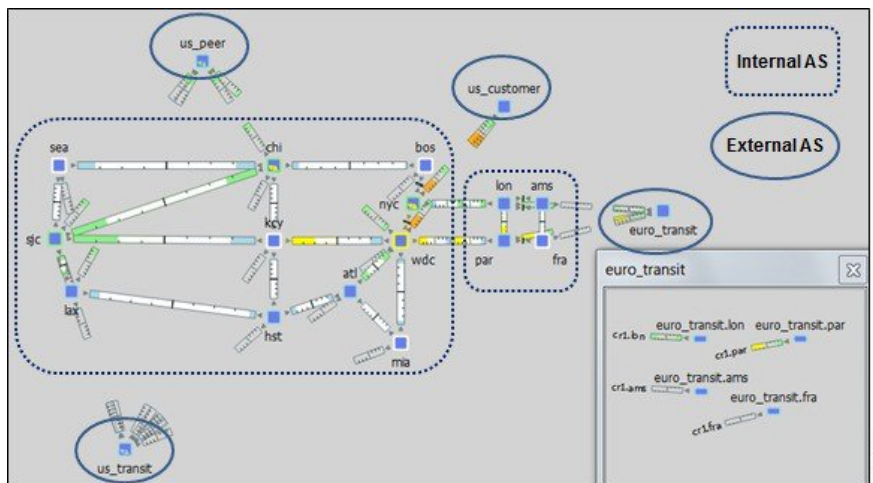 us_peer
Internal AS
us_customer
External AS
sea
chi
bos
lon
ams
nyc
kcy
sjc
wdc
par
fra
euro_transit
atl
lax
hst
mia
us_transit
euro_transit
euro_transit.lon
euro_transit.par
cr1.par
euro_transit.ams
cr1.ams
euro_transit.fra
cr1.fra